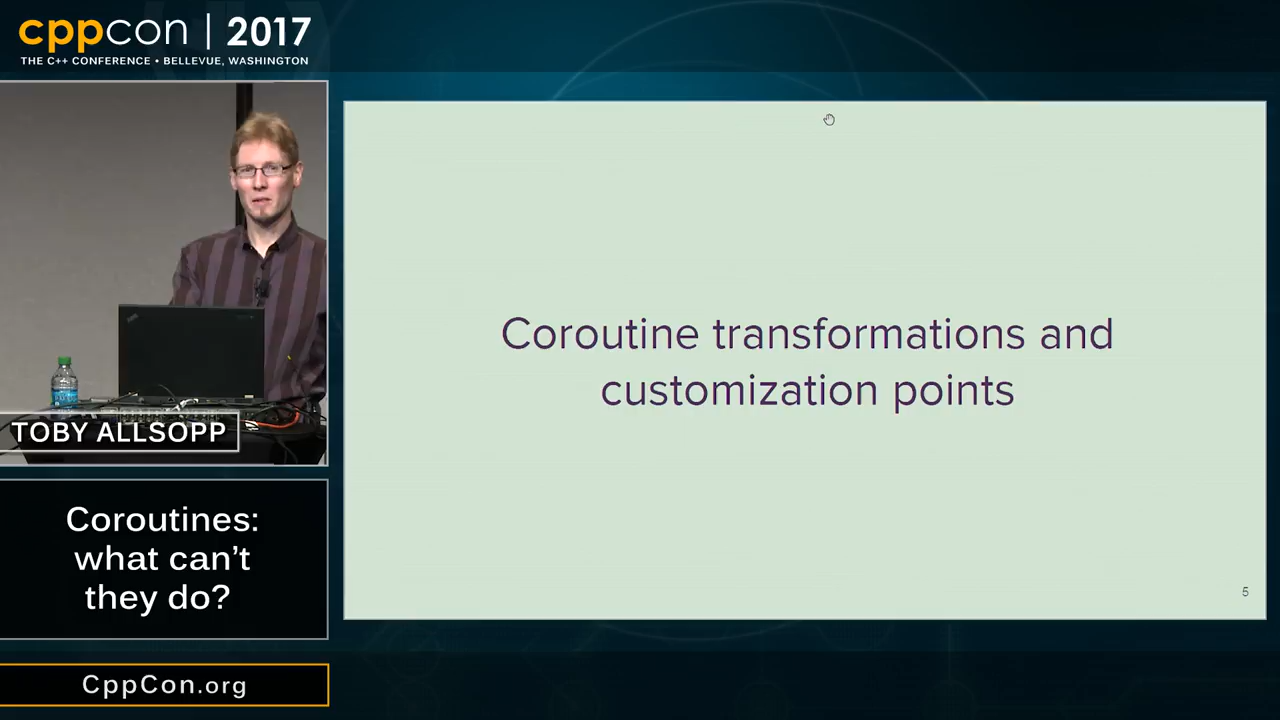 cppcon | 2017
THE C++ CONFERENCE • BELLEVUE, WASHINGTON
Coroutine transformations and
customization points
5
TOBY ALLSOPP
Coroutines:
what can't
they do?
CppCon.org